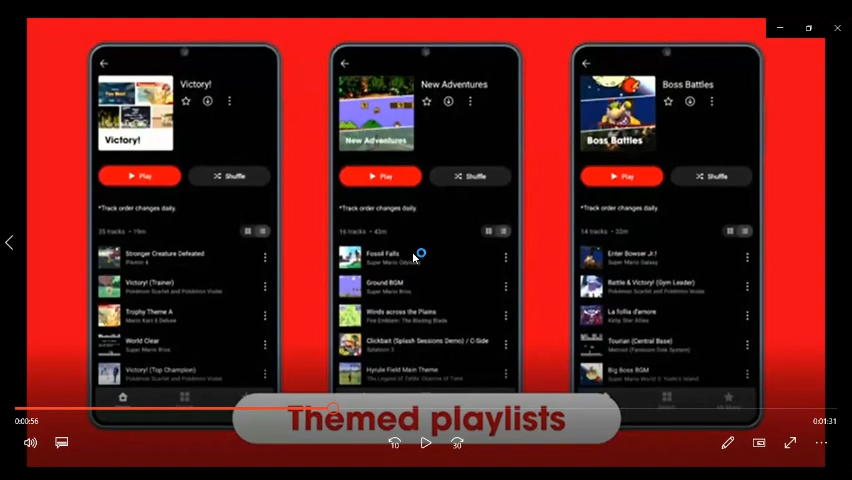 Victory!
Victory!
Play
Shuffle
*Track order changes daily.
35 tracks • 19m
Stronger Creature Defeated
Pikmin 4
Victory! (Trainer)
Pokémon Scarlet and Pokémon Violet
Trophy Theme A
Mario Kart 8 Deluxe
World Clear
Super Mario Bros.
Victory! (Top Champion)
Pokémon Scarlet and Pokémon Violet
New Adventures
New Adventures
Play
Shuffle
*Track order changes daily.
16 tracks • 43m
Fossil Falls
Super Mario Odyssey
Ground BGM
Super Mario Bros.
Winds across the Plains
Fire Emblem: The Blazing Blade
Clickbait (Splash Sessions Demo) / C-Side
Splatoon 3
Hyrule Field Main Theme
The Legend of Zelda: Ocarina of Time
Boss Battles
Boss Battles
Play
Shuffle
*Track order changes daily.
14 tracks • 32m
Enter Bowser Jr.!
Super Mario Galaxy
Battle & Victory! (Gym Leader)
Pokémon Scarlet and Pokémon Violet
La follia d'amore
Kirby Star Allies
Tourian (Central Base)
Metroid (Famicom Disk System)
Big Boss BGM
Super Mario World 2: Yoshi's Island
Themed playlists
0:00:56
0:01:31
10
30